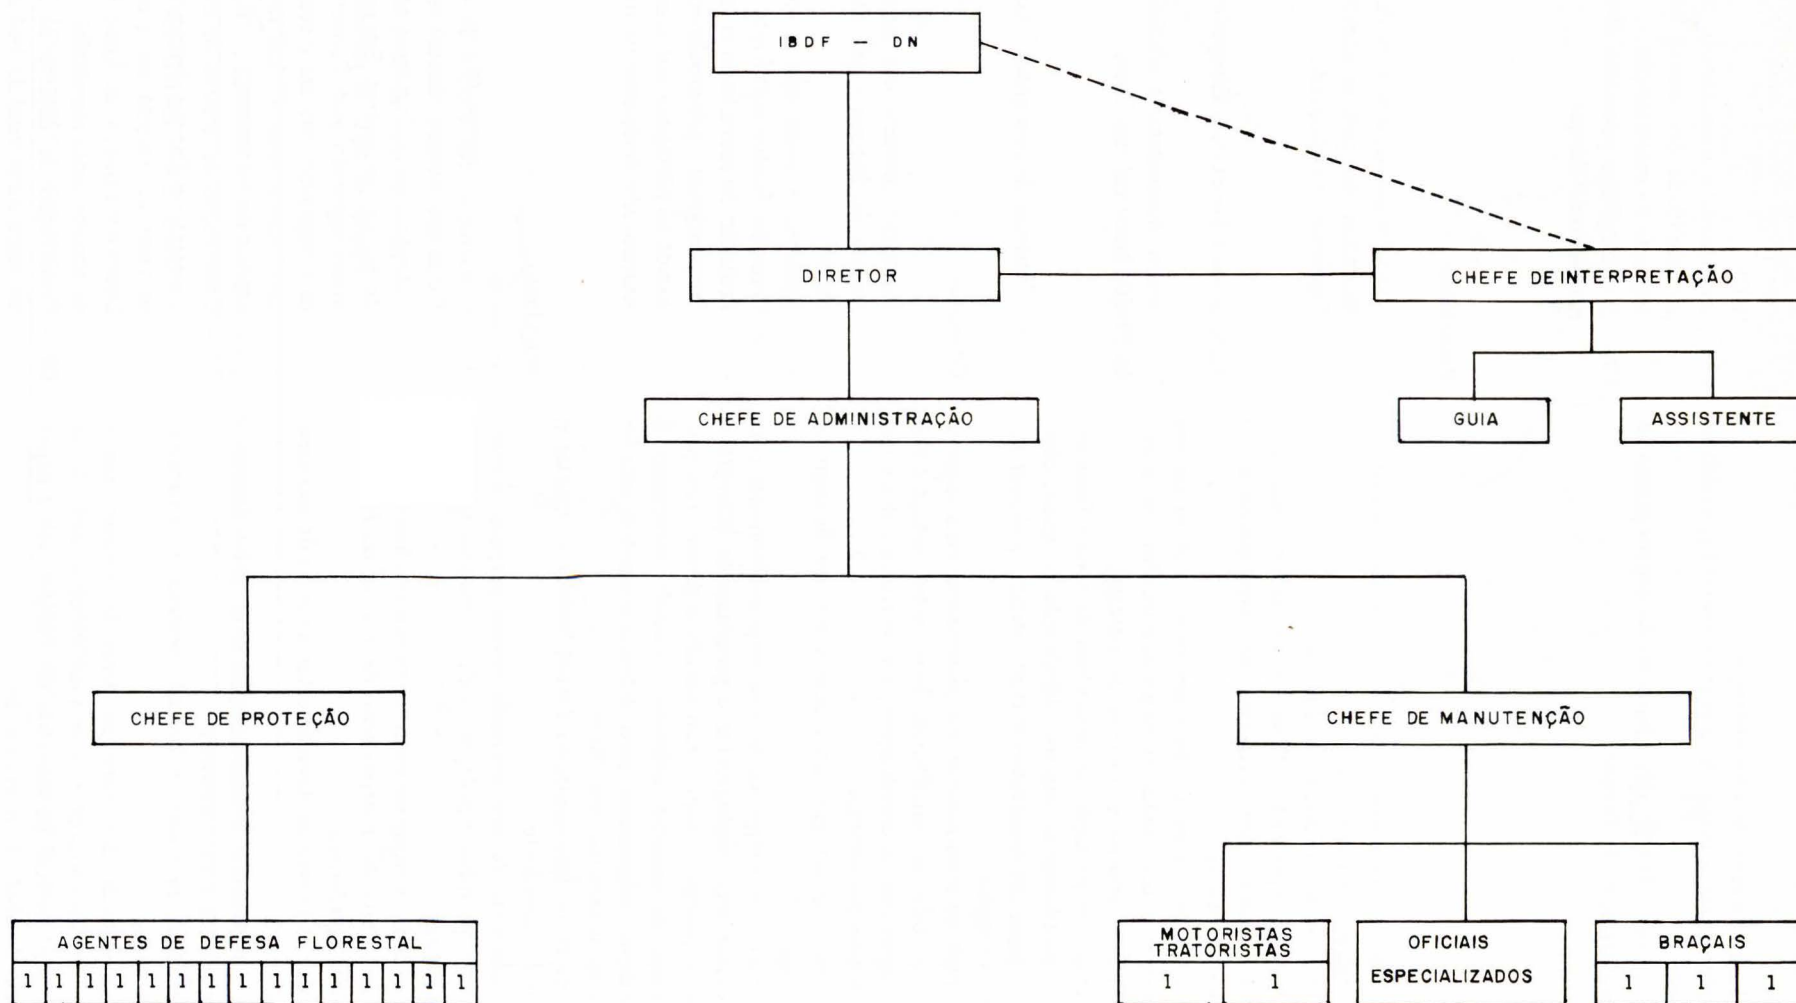 IBDF — DN
DIRETOR
CHEFE DE INTERPRETAÇÃO
CHEFE DE ADMINISTRAÇÃO
GUIA
ASSISTENTE
CHEFE DE PROTEÇÃO
CHEFE DE MANUTENÇÃO
AGENTES DE DEFESA FLORESTAL
1 1 1 1 1 1 1 1 1 1 1 1 1 1 1
MOTORISTAS
TRATORISTAS
1 1
OFICIAIS
ESPECIALIZADOS
BRAÇAIS
1 1 1